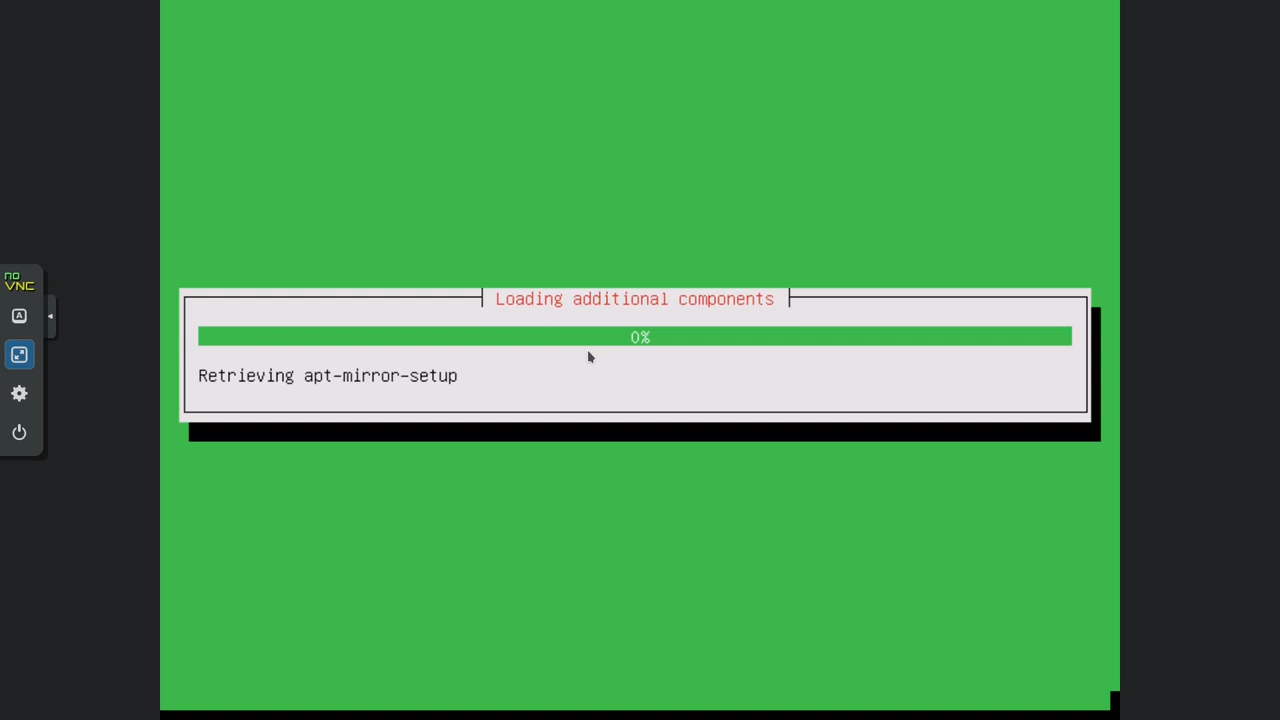 no
VNC
A
Loading additional components
0%
Retrieving apt-mirror-setup